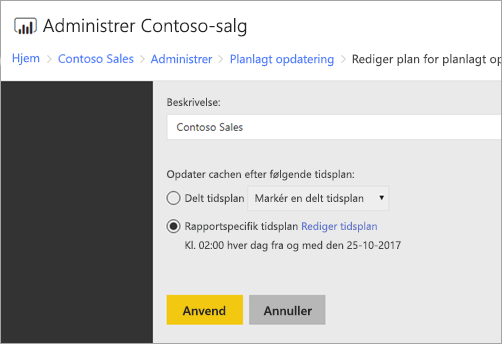 Administrer Contoso-salg
Hjem > Contoso Sales > Administrer > Planlagt opdatering > Rediger plan for planlagt op
Beskrivelse:
Contoso Sales
Opdater cachen efter følgende tidsplan:
Delt tidsplan Markér en delt tidsplan
Rapportspecifik tidsplan Rediger tidsplan
Kl. 02:00 hver dag fra og med den 25-10-2017
Anvend Annuller